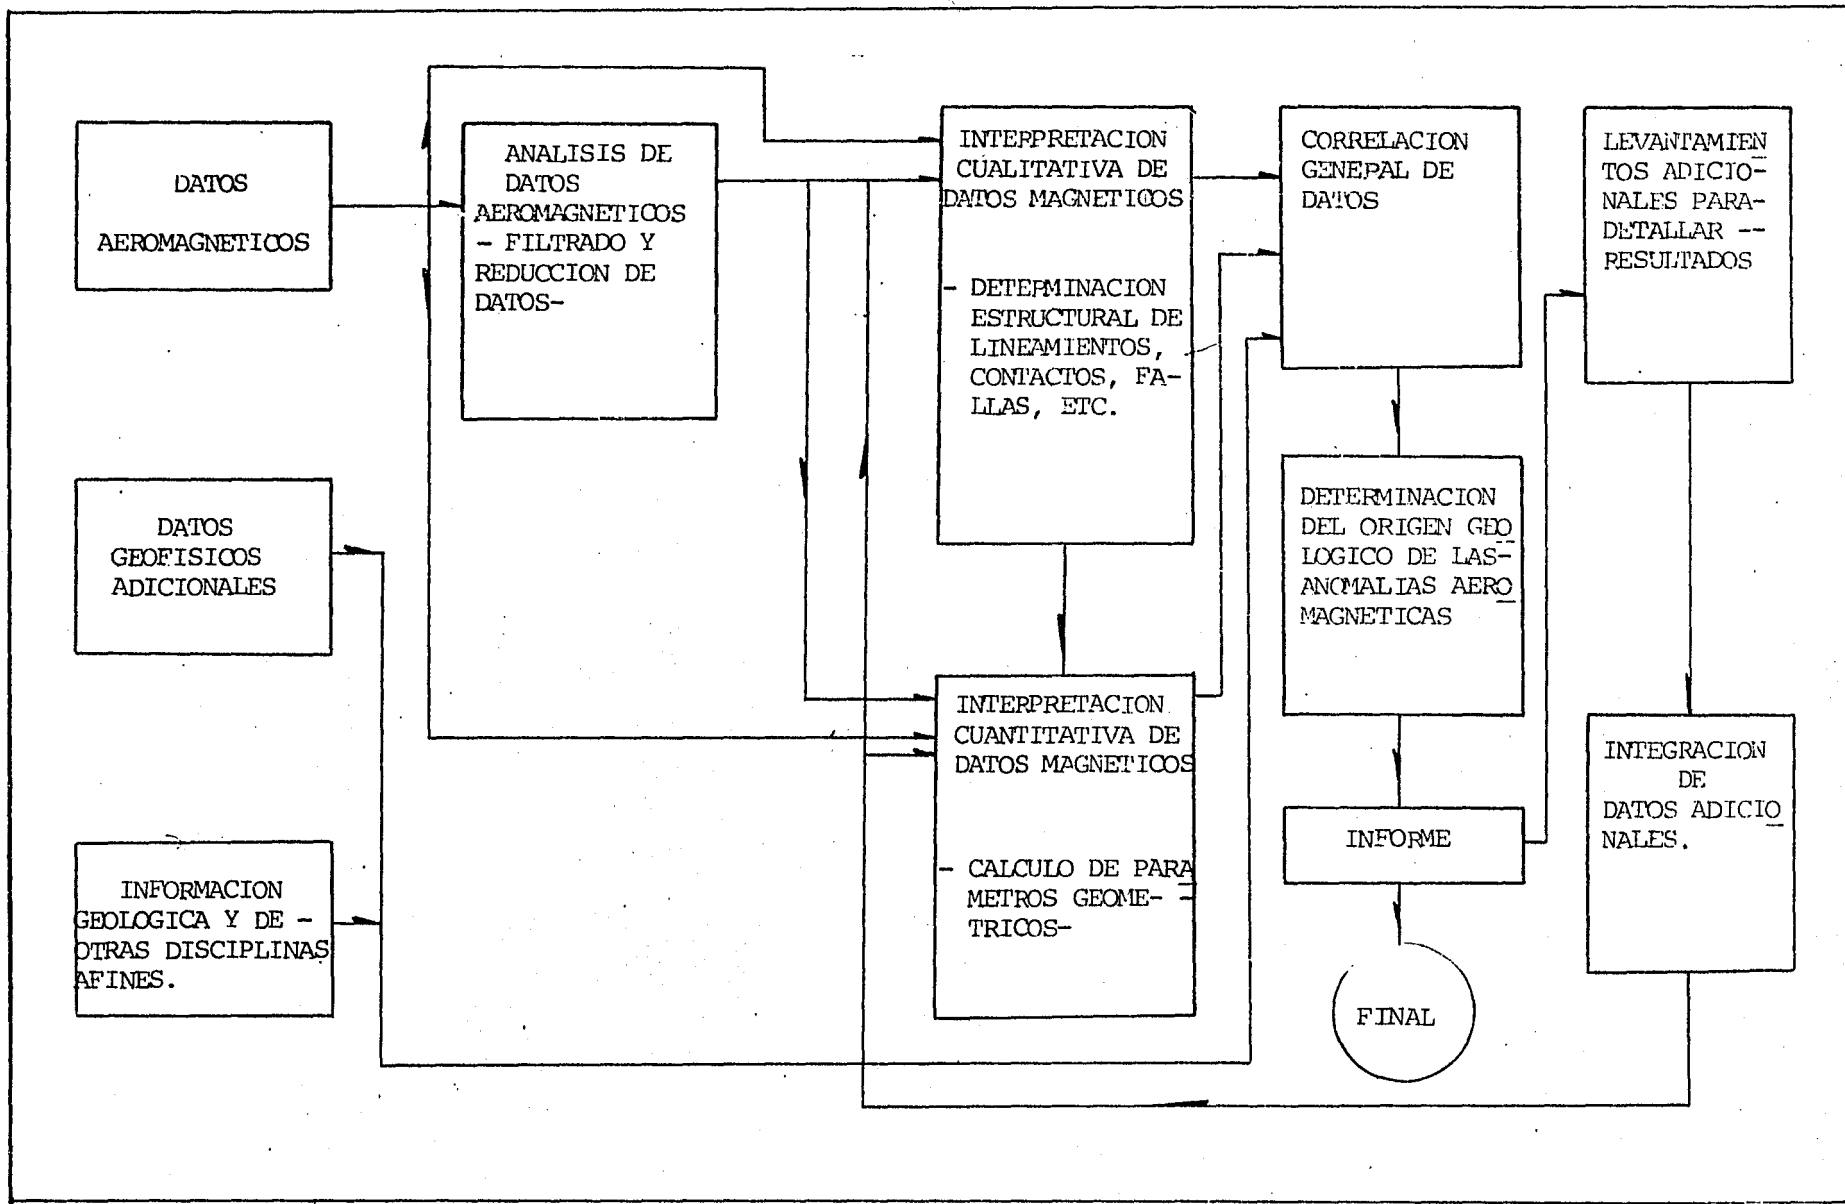 DATOS
AEROMAGNETICOS
ANALISIS DE
DATOS
AEROMAGNETICOS
- FILTRADO Y
REDUCCION DE
DATOS-
INTERPRETACION
CUALITATIVA DE
DATOS MAGNETICOS
- DETERMINACION
ESTRUCTURAL DE
LINEAMIENTOS,
CONTACTOS, FA-
LLAS, ETC.
CORRELACION
GENERAL DE
DATOS
LEVANTAMIEN
TOS ADICIO-
NALES PARA-
DETALLAR --
RESULTADOS
DATOS
GEOFISICOS
ADICIONALES
DETERMINACION
DEL ORIGEN GEO
LOGICO DE LAS-
ANOMALIAS AERO
MAGNETICAS
INTERPRETACION
CUANTITATIVA DE
DATOS MAGNETICOS
- CALCULO DE PARA
METROS GEOME- -
TRICOS-
INTEGRACION
DE
DATOS ADICIO
NALES.
INFORME
INFORMACION
GEOLOGICA Y DE -
OTRAS DISCIPLINAS
AFINES.
FINAL